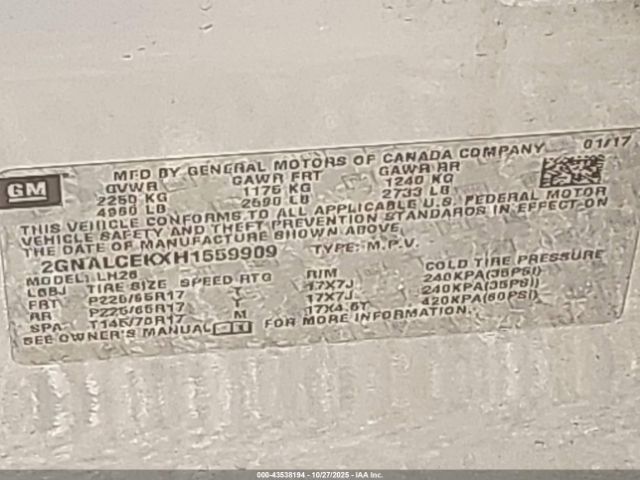 MFD BY GENERAL MOTORS OF CANADA COMPANY 01/17
GM
GVWR GAWR FRT GAWR RR
2250 KG 1175 KG 1240 KG
4960 LB 2590 LB 2733 LB
THIS VEHICLE CONFORMS TO ALL APPLICABLE U.S. FEDERAL MOTOR
VEHICLE SAFETY AND THEFT PREVENTION STANDARDS IN EFFECT ON
THE DATE OF MANUFACTURE SHOWN ABOVE.
2GNALCEKXH1559909 TYPE: M.P.V.
MODEL: LH26
LGBJ TIRE SIZE SPEED RTG RIM COLD TIRE PRESSURE
FRT P225/65R17 T 17X7J 240KPA(35PSI)
RR P225/65R17 T 17X7J 240KPA(35PSI)
SPA T145/70R17 M 17X4.5T 420KPA(60PSI)
SEE OWNER'S MANUAL FOR MORE INFORMATION.
000-43538194 - 10/27/2025 - IAA Inc.